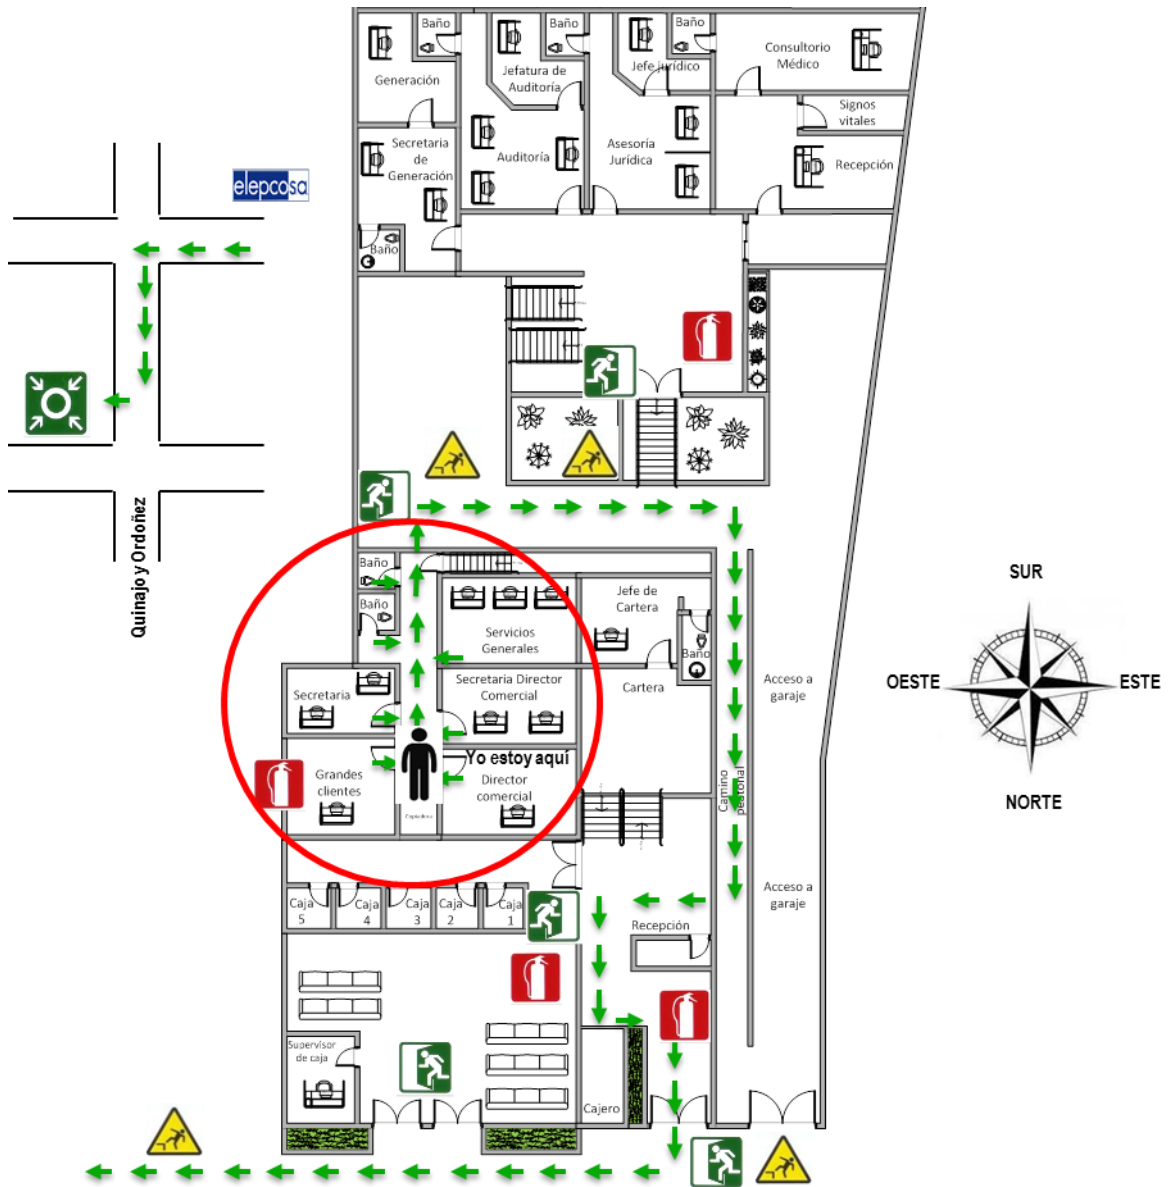 Baño
Baño
Baño
Consultorio
Médico
Generación
Jefatura de
Auditoría
Jefe jurídico
Signos
vitales
Secretaria
de
Generación
Auditoría
Asesoría
Jurídica
Recepción
elepcosa
Baño
Quinajo y Ordoñez
Baño
Baño
Servicios
Generales
Jefe de
Cartera
Baño
Secretaria
Secretaria Director
Comercial
Cartera
Acceso a
garaje
Yo estoy aquí
Grandes
clientes
Director
comercial
Copiadora
Camino
peatonal
SUR
OESTE
ESTE
NORTE
Caja
5
Caja
4
Caja
3
Caja
2
Caja
1
Acceso a
garaje
Recepción
Supervisor
de caja
Cajero